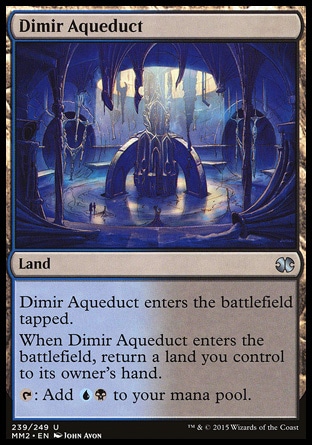 Dimir Aqueduct
Land
Dimir Aqueduct enters the battlefield
tapped.
When Dimir Aqueduct enters the
battlefield, return a land you control
to its owner's hand.
: Add to your mana pool.
239/249 U
MM2 • EN John Avon
™ & © 2015 Wizards of the Coast